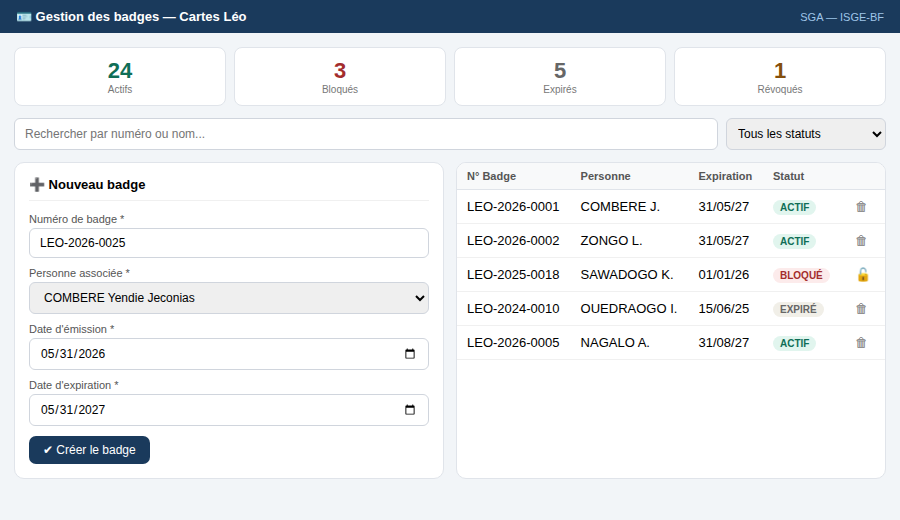 🪪 Gestion des badges — Cartes Léo
SGA — ISGE-BF
24
Actifs
3
Bloqués
5
Expirés
1
Révoqués
Rechercher par numéro ou nom...
Tous les statuts
➕ Nouveau badge
Numéro de badge *
LEO-2026-0025
Personne associée *
COMBERE Yendie Jeconias
Date d'émission *
05/31/2026
Date d'expiration *
05/31/2027
✔ Créer le badge
N° Badge Personne Expiration Statut
LEO-2026-0001 COMBERE J. 31/05/27 ACTIF
LEO-2026-0002 ZONGO L. 31/05/27 ACTIF
LEO-2025-0018 SAWADOGO K. 01/01/26 BLOQUÉ
LEO-2024-0010 OUEDRAOGO I. 15/06/25 EXPIRÉ
LEO-2026-0005 NAGALO A. 31/08/27 ACTIF